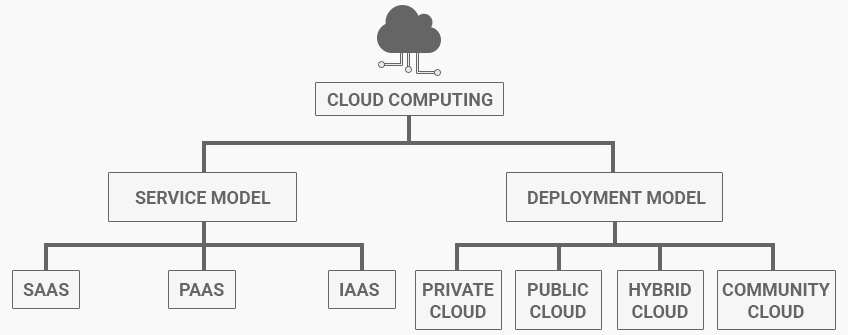 CLOUD COMPUTING
SERVICE MODEL
DEPLOYMENT MODEL
SAAS
PAAS
IAAS
PRIVATE
CLOUD
PUBLIC
CLOUD
HYBRID
CLOUD
COMMUNITY
CLOUD